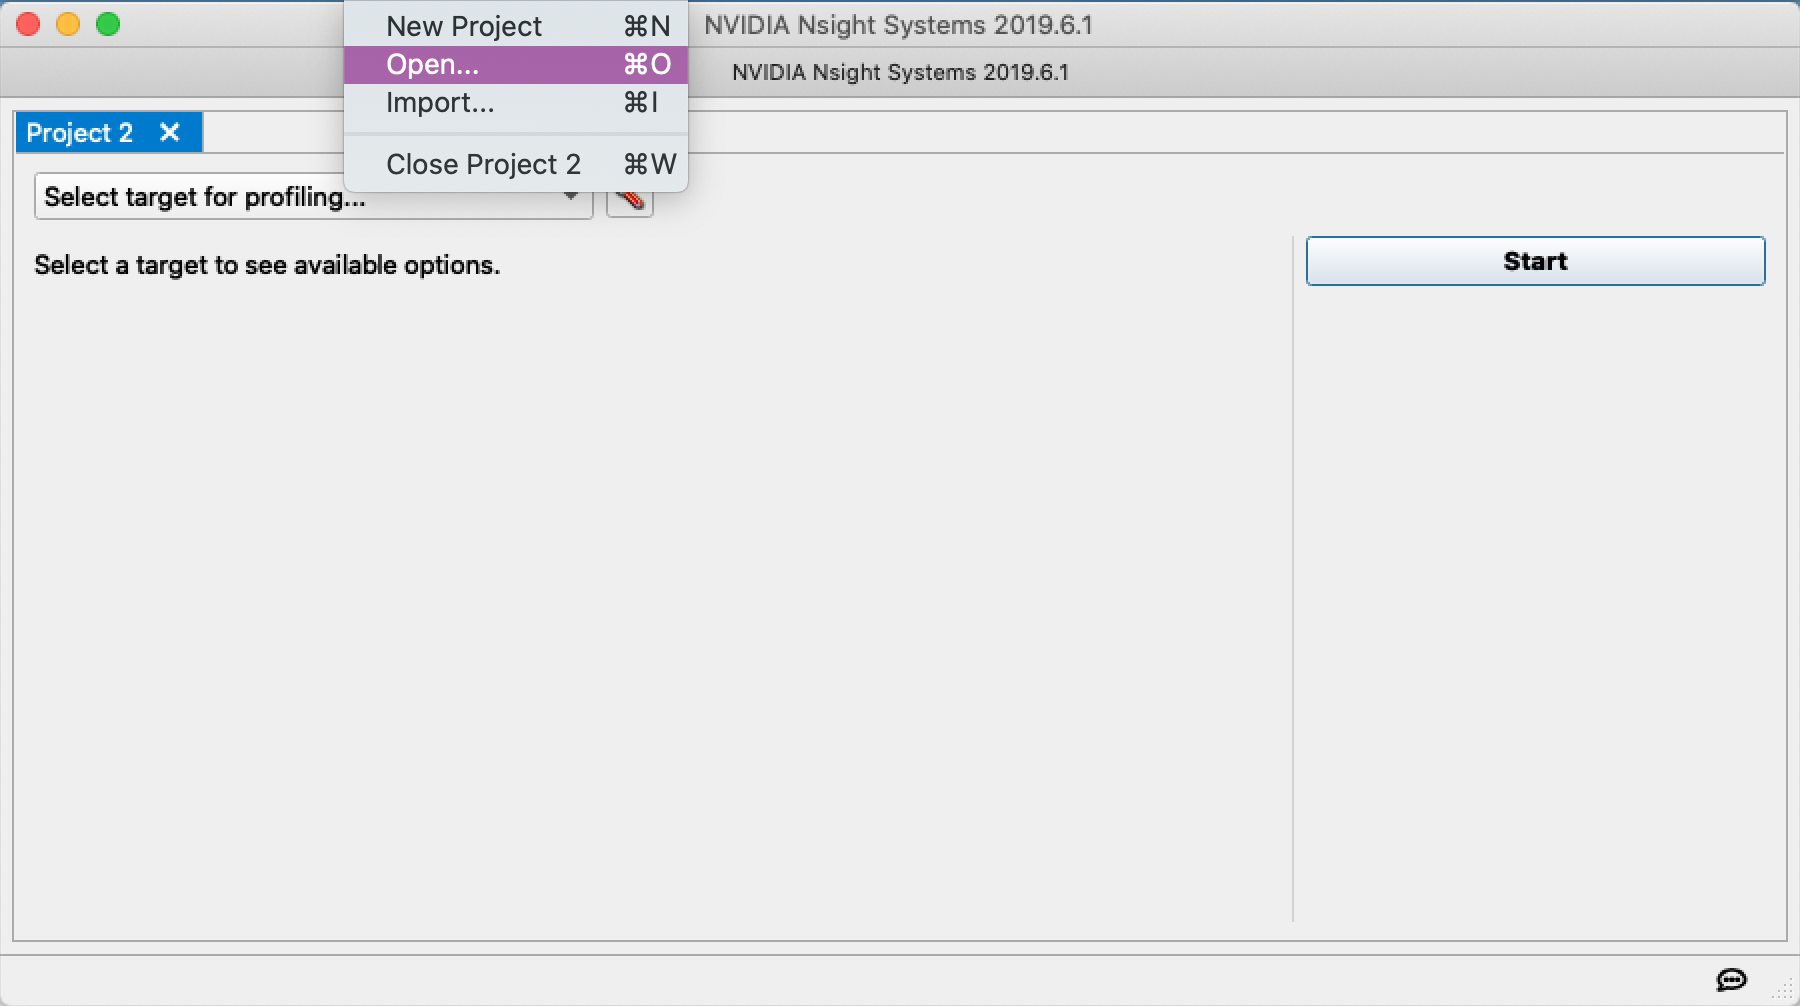 New Project ⌘N
NVIDIA Nsight Systems 2019.6.1
Open... ⌘O
NVIDIA Nsight Systems 2019.6.1
Import... ⌘I
Project 2
Close Project 2 ⌘W
Select target for profiling...
Select a target to see available options.
Start